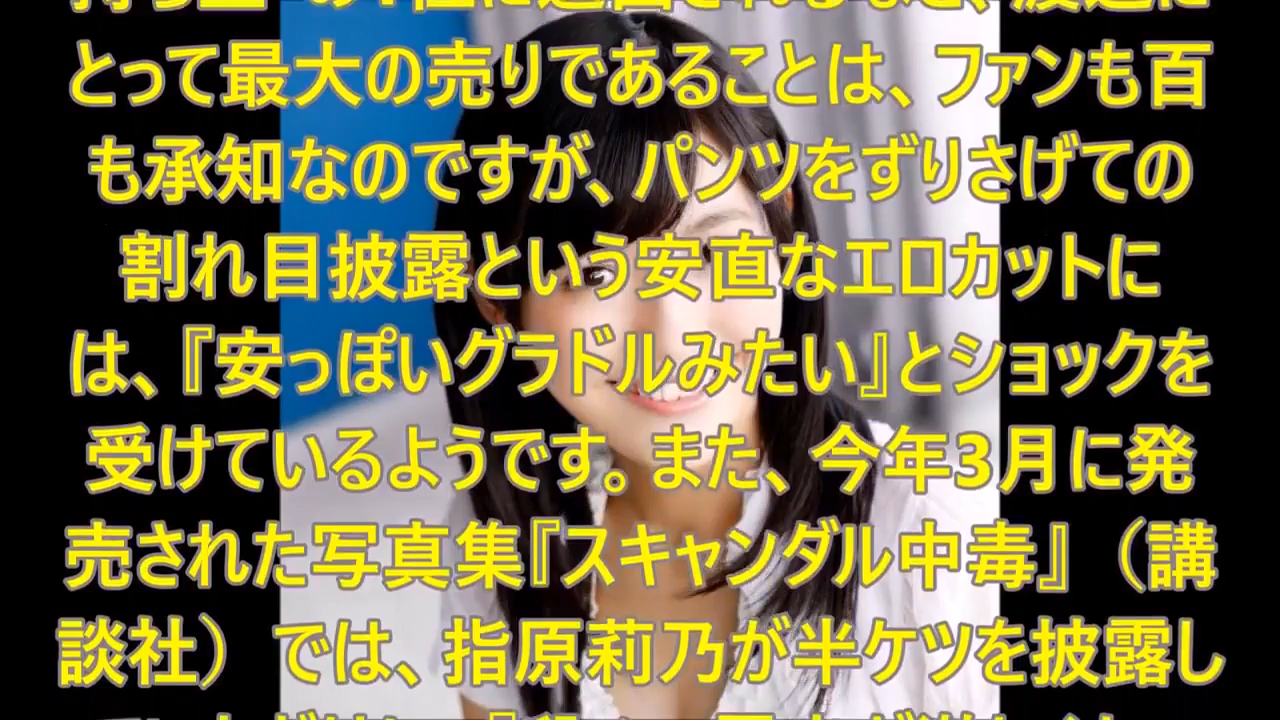 とって最大の売りであることは、ファンも百
も承知なのですが、パンツをずりさげての
割れ目披露という安直なエロカットに
は、『安っぽいグラドルみたい』とショックを
受けているようです。また、今年3月に発
売された写真集『スキャンダル中毒』（講
談社）では、指原莉乃が半ケツを披露し